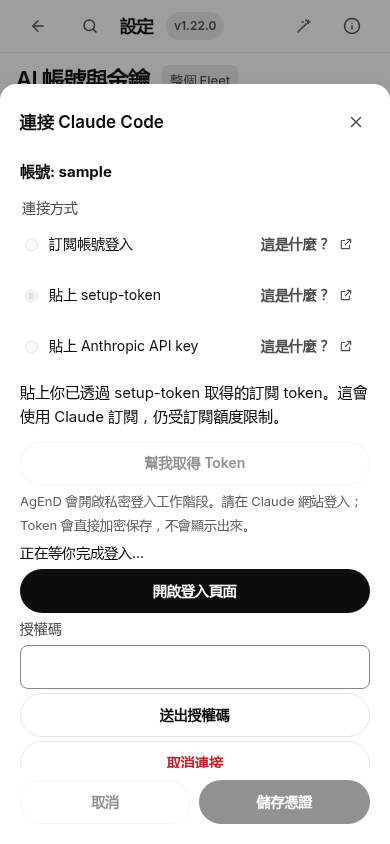 設定 v1.22.0
AI 帳號與金鑰 整個 Fleet
連接 Claude Code
帳號: sample
連接方式
訂閱帳號登入 這是什麼？
貼上 setup-token 這是什麼？
貼上 Anthropic API key 這是什麼？
貼上你已透過 setup-token 取得的訂閱 token。這會
使用 Claude 訂閱，仍受訂閱額度限制。
幫我取得 Token
AgEnD 會開啟私密登入工作階段。請在 Claude 網站登入；
Token 會直接加密保存，不會顯示出來。
正在等你完成登入...
開啟登入頁面
授權碼
送出授權碼
取消連接
取消 儲存憑證